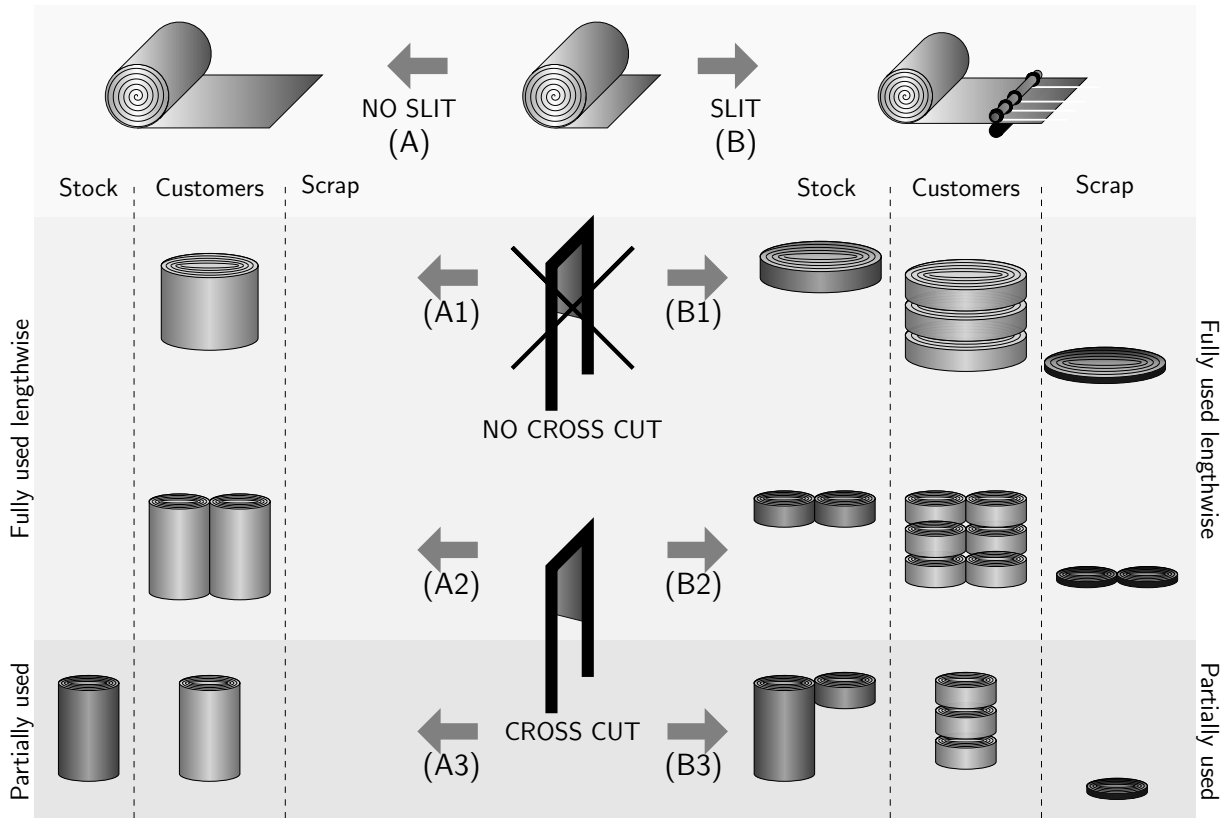 NO SLIT
(A)
SLIT
(B)
Stock
Customers
Scrap
Stock
Customers
Scrap
Fully used lengthwise
(A1)
(B1)
NO CROSS CUT
Fully used lengthwise
(A2)
(B2)
Partially used
(A3)
CROSS CUT
(B3)
Partially used